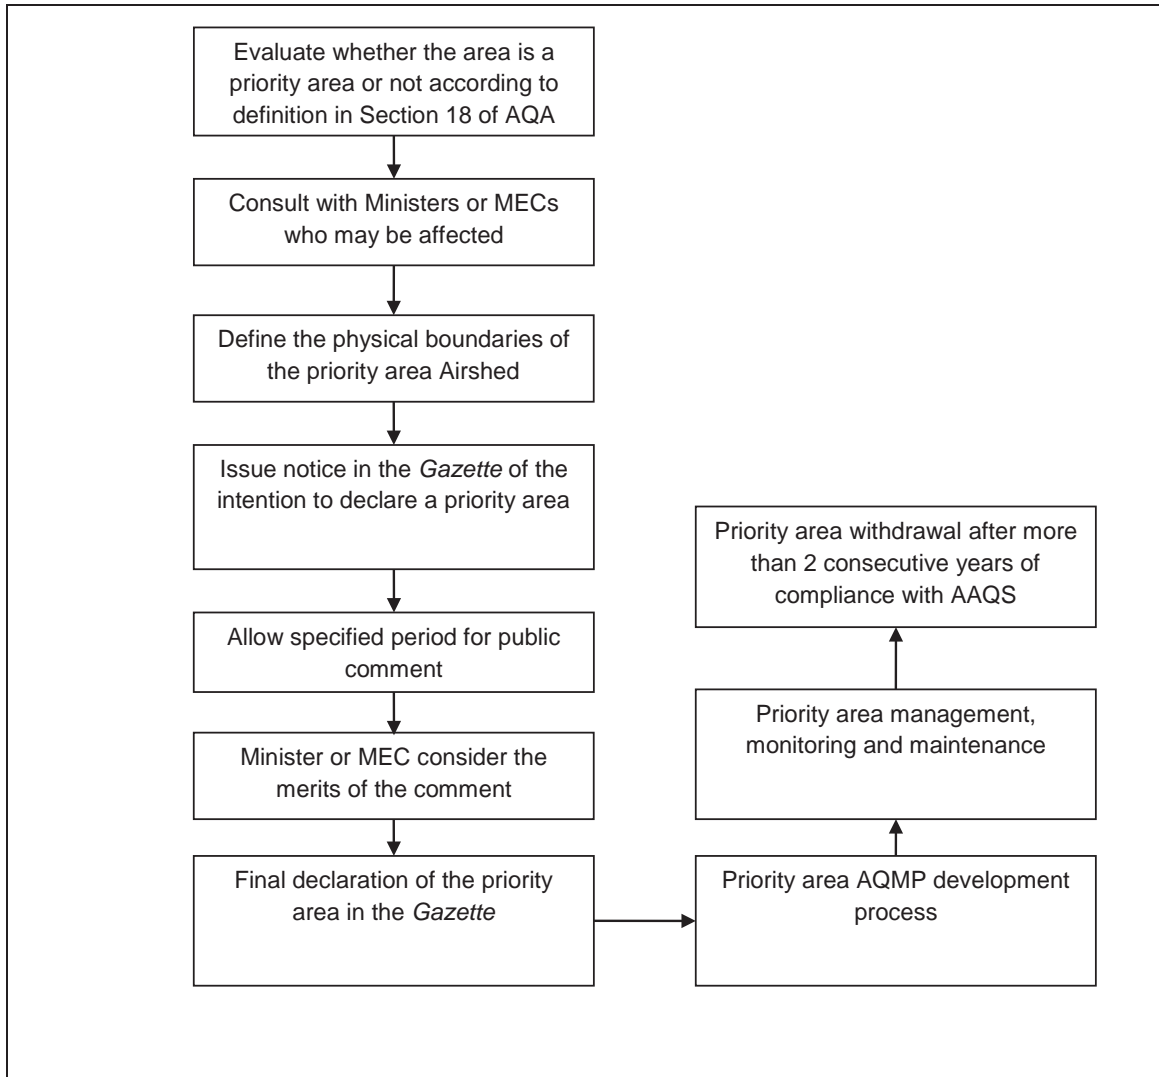 Evaluate whether the area is a
priority area or not according to
definition in Section 18 of AQA
Consult with Ministers or MECs
who may be affected
Define the physical boundaries of
the priority area Airshed
Issue notice in the Gazette of the
intention to declare a priority area
Allow specified period for public
comment
Minister or MEC consider the
merits of the comment
Final declaration of the priority
area in the Gazette
Priority area AQMP development
process
Priority area management,
monitoring and maintenance
Priority area withdrawal after more
than 2 consecutive years of
compliance with AAQS